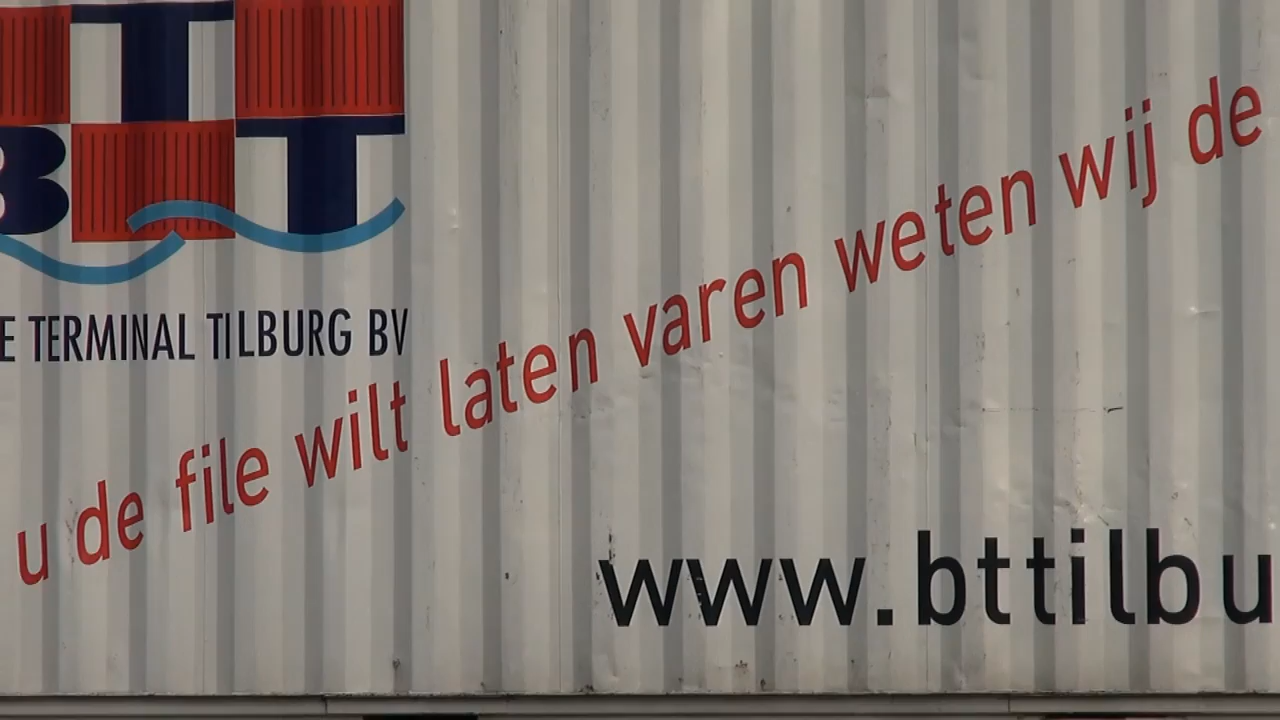 BTT
E TERMINAL TILBURG BV
u de file wilt laten varen weten wij de
www.bttilbu